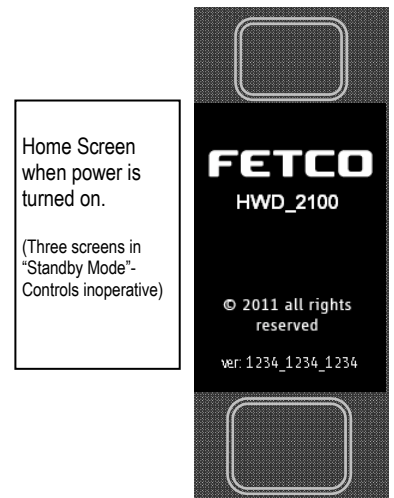 Home Screen
when power is
turned on.
(Three screens in
“Standby Mode”-
Controls inoperative)
FETCO
HWD_2100
© 2011 all rights
reserved
ver: 1234_1234_1234